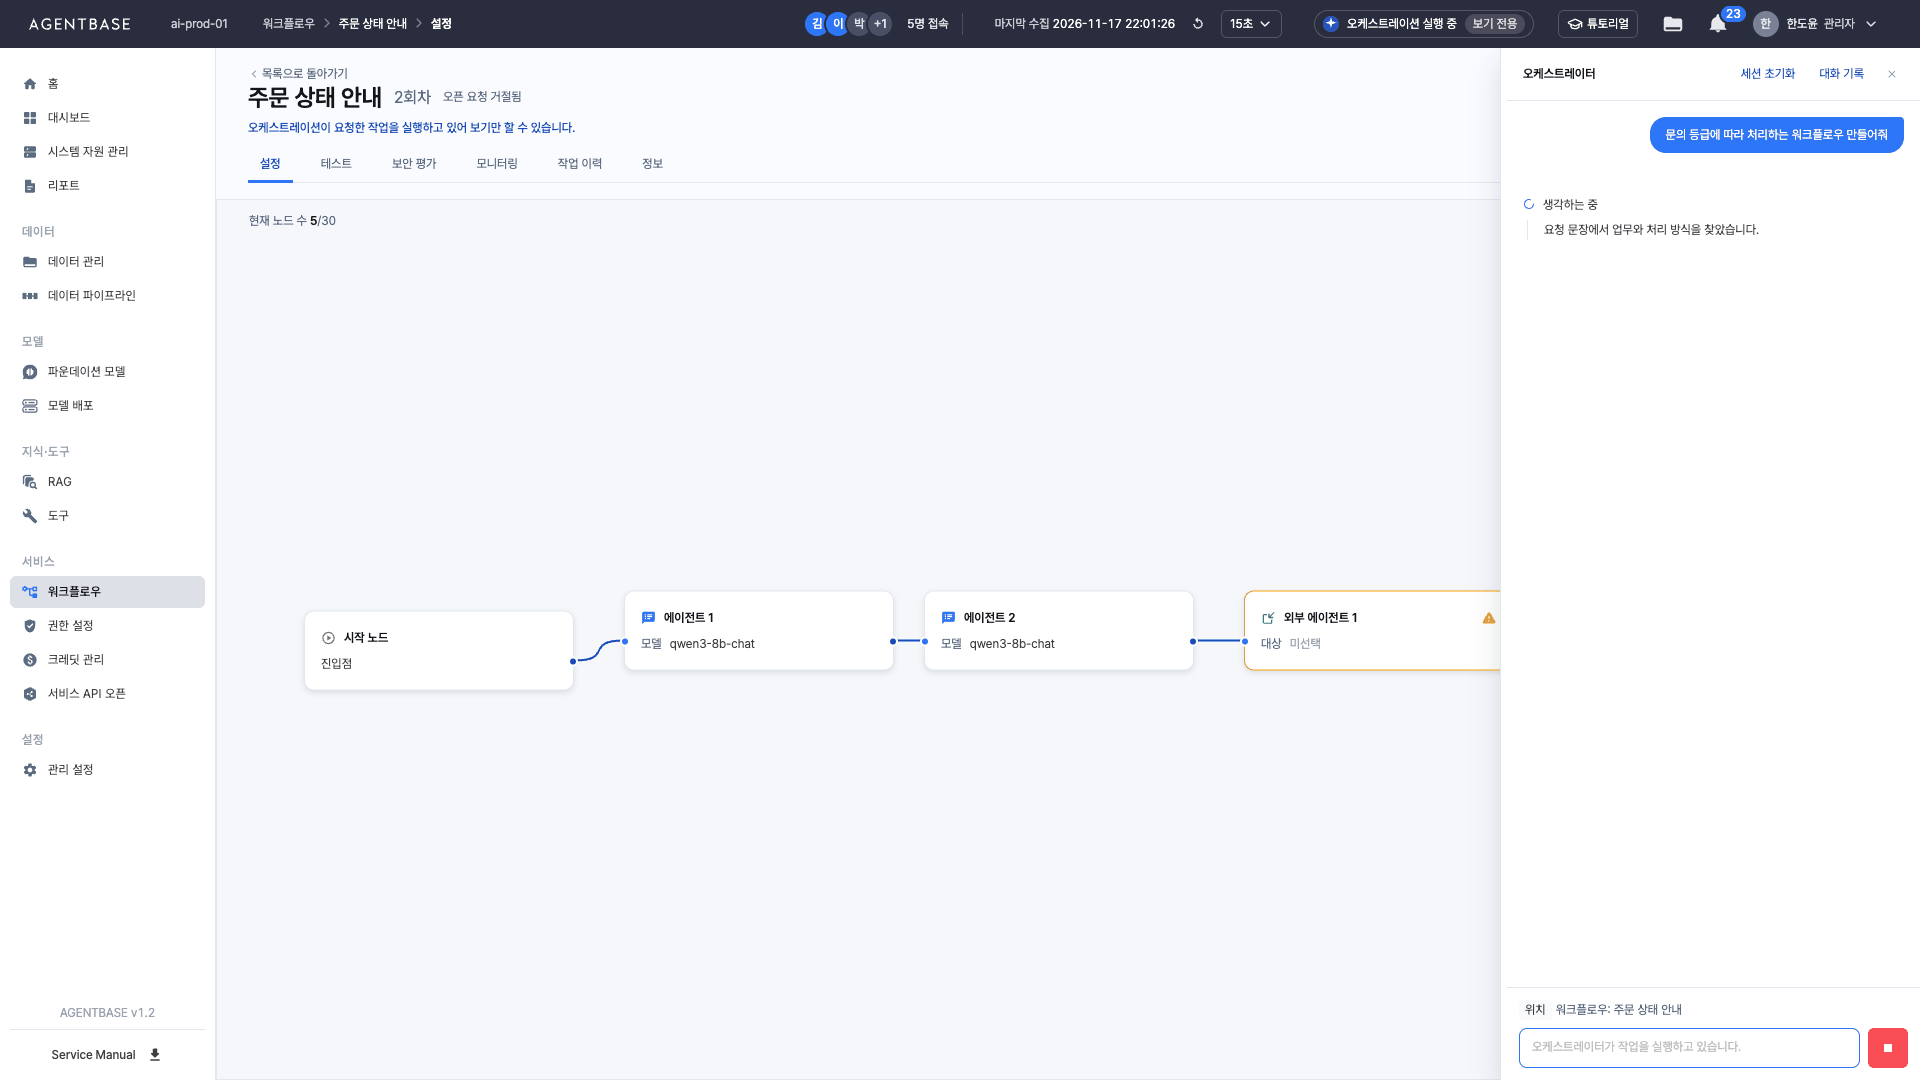 AGENTBASE
ai-prod-01
워크플로우 > 주문 상태 안내 > 설정
김 이 박 +1 5명 접속
마지막 수집 2026-11-17 22:01:26
15초
오케스트레이션 실행 중 보기 전용
튜토리얼
23
한 한도윤 관리자
홈
대시보드
시스템 자원 관리
리포트
데이터
데이터 관리
데이터 파이프라인
모델
파운데이션 모델
모델 배포
지식·도구
RAG
도구
서비스
워크플로우
권한 설정
크레딧 관리
서비스 API 오픈
설정
관리 설정
AGENTBASE v1.2
Service Manual
목록으로 돌아가기
주문 상태 안내 2회차 오픈 요청 거절됨
오케스트레이션이 요청한 작업을 실행하고 있어 보기만 할 수 있습니다.
설정 테스트 보안 평가 모니터링 작업 이력 정보
현재 노드 수 5/30
시작 노드
진입점
에이전트 1
모델 qwen3-8b-chat
에이전트 2
모델 qwen3-8b-chat
외부 에이전트 1
대상 미선택
오케스트레이터
세션 초기화 대화 기록
문의 등급에 따라 처리하는 워크플로우 만들어줘
생각하는 중
요청 문장에서 업무와 처리 방식을 찾았습니다.
위치 워크플로우: 주문 상태 안내
오케스트레이터가 작업을 실행하고 있습니다.